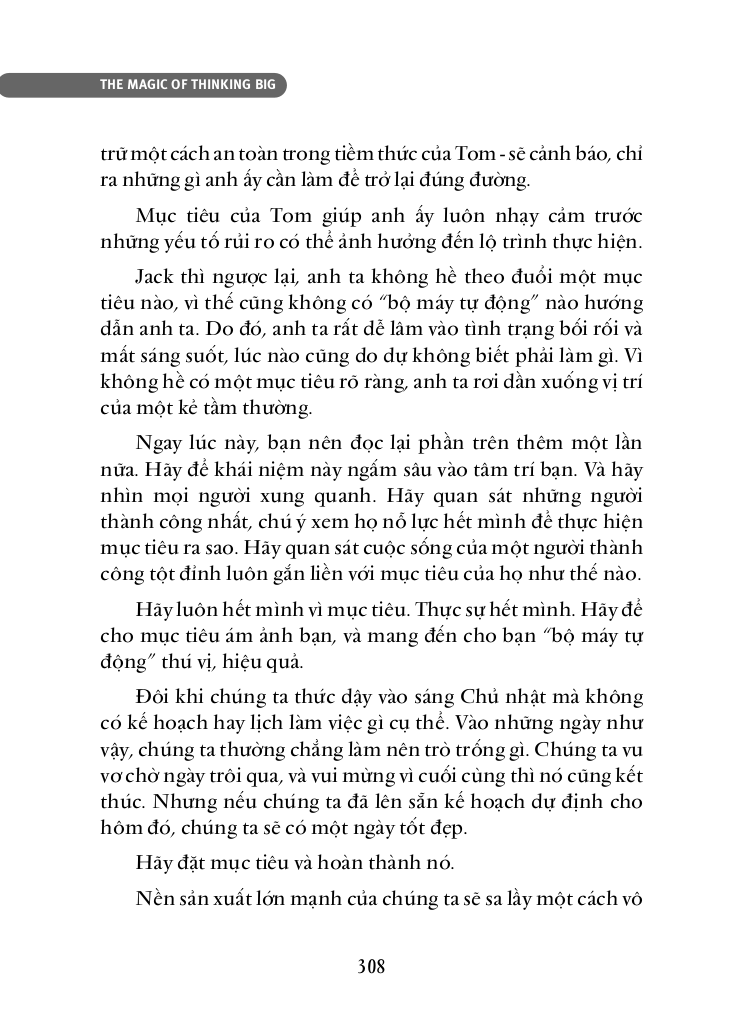 THE MAGIC OF THINKING BIG
trữ một cách an toàn trong tiềm thức của Tom - sẽ cảnh báo, chỉ
ra những gì anh ấy cần làm để trở lại đúng đường.
Mục tiêu của Tom giúp anh ấy luôn nhạy cảm trước
những yếu tố rủi ro có thể ảnh hưởng đến lộ trình thực hiện.
Jack thì ngược lại, anh ta không hề theo đuổi một mục
tiêu nào, vì thế cũng không có “bộ máy tự động” nào hướng
dẫn anh ta. Do đó, anh ta rất dễ lâm vào tình trạng bối rối và
mất sáng suốt, lúc nào cũng do dự không biết phải làm gì. Vì
không hề có một mục tiêu rõ ràng, anh ta rơi dần xuống vị trí
của một kẻ tầm thường.
Ngay lúc này, bạn nên đọc lại phần trên thêm một lần
nữa. Hãy để khái niệm này ngấm sâu vào tâm trí bạn. Và hãy
nhìn mọi người xung quanh. Hãy quan sát những người
thành công nhất, chú ý xem họ nỗ lực hết mình để thực hiện
mục tiêu ra sao. Hãy quan sát cuộc sống của một người thành
công tột đỉnh luôn gắn liền với mục tiêu của họ như thế nào.
Hãy luôn hết mình vì mục tiêu. Thực sự hết mình. Hãy để
cho mục tiêu ám ảnh bạn, và mang đến cho bạn “bộ máy tự
động” thú vị, hiệu quả.
Đôi khi chúng ta thức dậy vào sáng Chủ nhật mà không
có kế hoạch hay lịch làm việc gì cụ thể. Vào những ngày như
vậy, chúng ta thường chẳng làm nên trò trống gì. Chúng ta vu
vơ chờ ngày trôi qua, và vui mừng vì cuối cùng thì nó cũng kết
thúc. Nhưng nếu chúng ta đã lên sẵn kế hoạch dự định cho
hôm đó, chúng ta sẽ có một ngày tốt đẹp.
Hãy đặt mục tiêu và hoàn thành nó.
Nền sản xuất lớn mạnh của chúng ta sẽ sa lầy một cách vô
308